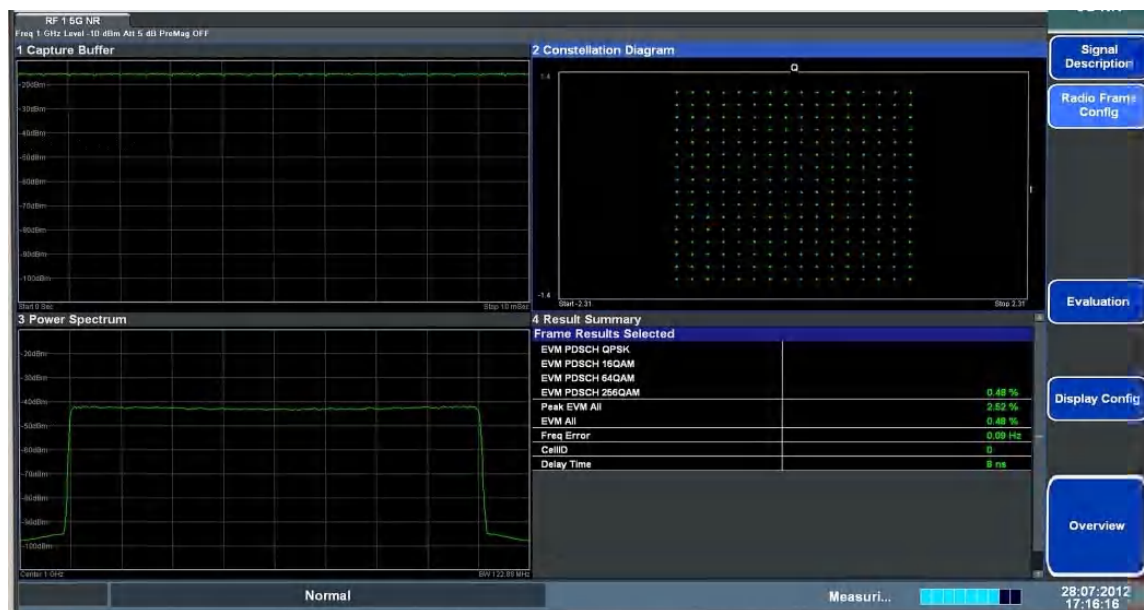 RF 1 5G NR
Freq 1 GHz Level -10 dBm Att 5 dB PreMag OFF
1 Capture Buffer
-20dBm
-30dBm
-40dBm
-50dBm
-60dBm
-70dBm
-80dBm
-90dBm
-100dBm
Start 0 Sec Stop 10 mSec
2 Constellation Diagram
Q
1.4
I
-1.4
Start -2.31 Stop 2.31
3 Power Spectrum
-20dBm
-30dBm
-40dBm
-50dBm
-60dBm
-70dBm
-80dBm
-90dBm
-100dBm
Center 1 GHz BW 122.88 MHz
4 Result Summary
Frame Results Selected
EVM PDSCH QPSK
EVM PDSCH 16QAM
EVM PDSCH 64QAM
EVM PDSCH 256QAM 0.48 %
Peak EVM All 2.52 %
EVM All 0.48 %
Freq Error 0.09 Hz
CellID 0
Delay Time 8 ns
Signal
Description
Radio Frame
Config
Evaluation
Display Config
Overview
Normal
Measuri...
28:07:2012
17:16:16